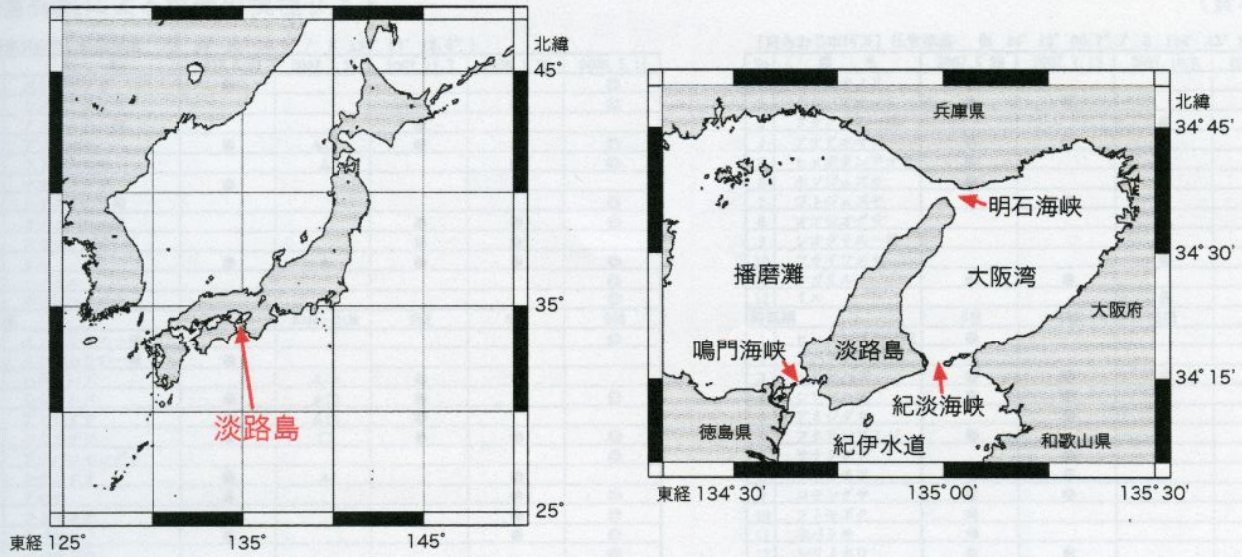 北緯
45°
35°
25°
淡路島
東経 125°
135°
145°
兵庫県
北緯
34° 45'
明石海峡
34° 30'
播磨灘
大阪湾
大阪府
鳴門海峡
淡路島
34° 15'
紀淡海峡
徳島県
紀伊水道
和歌山県
東経 134° 30'
135° 00'
135° 30'